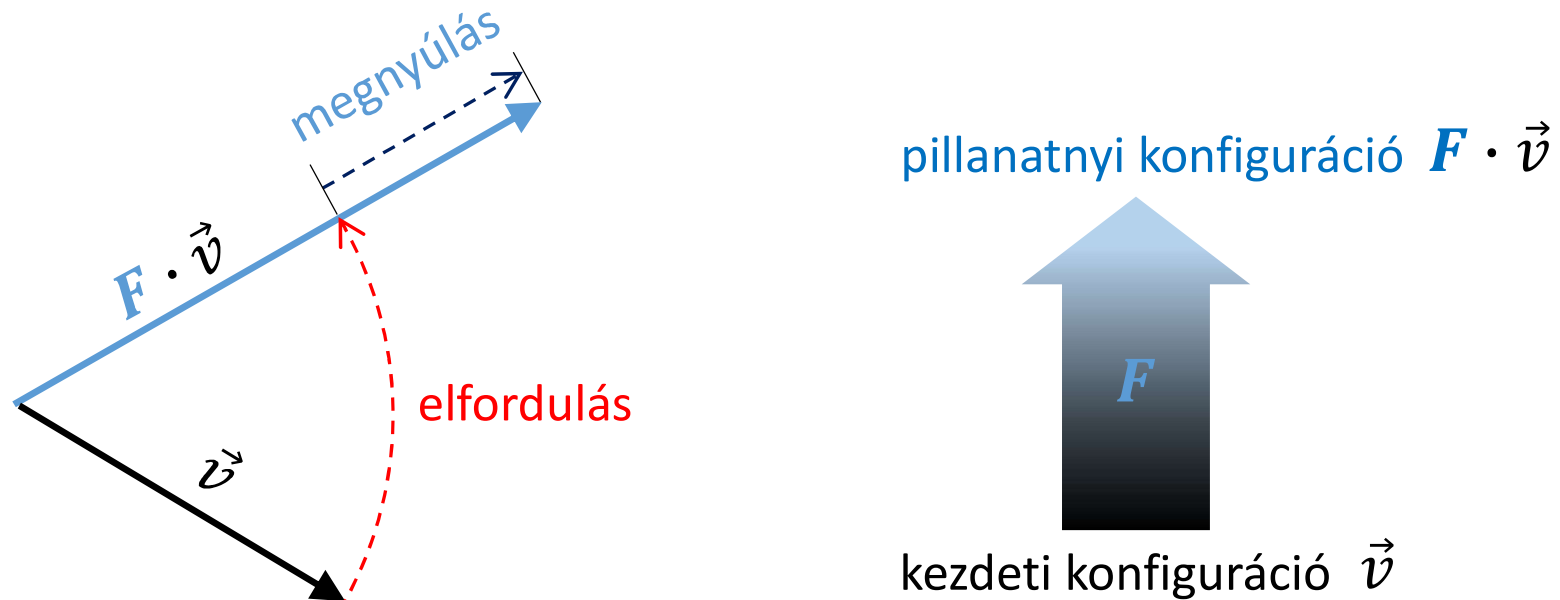 megnyúlás
F · v⃗
elfordulás
v⃗
pillanatnyi konfiguráció F · v⃗
F
kezdeti konfiguráció v⃗